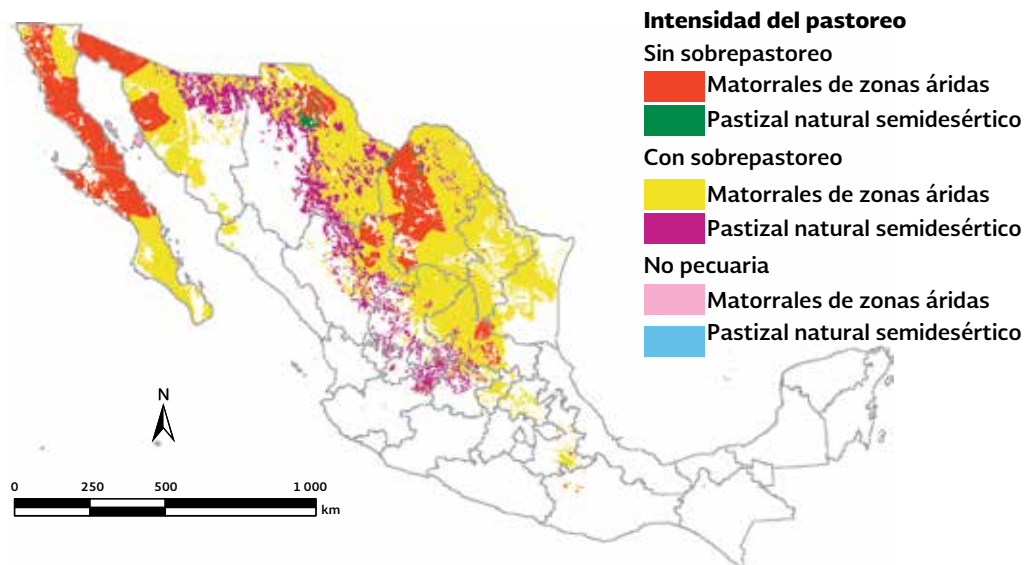 Intensidad del pastoreo
Sin sobrepastoreo
Matorrales de zonas áridas
Pastizal natural semidesértico
Con sobrepastoreo
Matorrales de zonas áridas
Pastizal natural semidesértico
No pecuaria
Matorrales de zonas áridas
Pastizal natural semidesértico
N
0 250 500 1 000
km